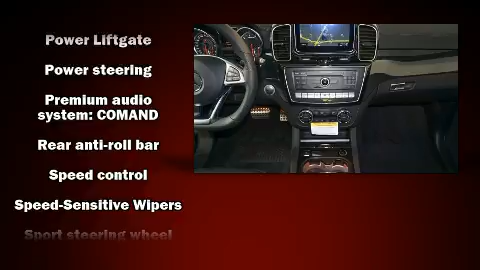 Power Liftgate
Power steering
Premium audio
system: COMAND
Rear anti-roll bar
Speed control
Speed-Sensitive Wipers
Sport steering wheel